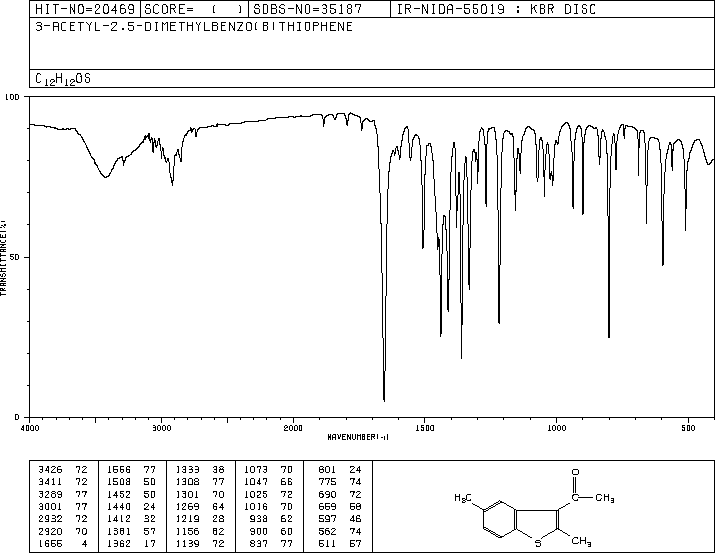 HIT-NO=20469 SCORE= ( ) SDBS-NO=35187 IR-NIDA-55019 : KBR DISC
3-ACETYL-2,5-DIMETHYLBENZO(B)THIOPHENE
C12H12OS
100
50
0
TRANSMITTANCE(%)
4000 3000 2000 1500 1000 500
WAVENUMBER(-1)
3426 72 1556 77 1333 38 1073 70 801 24
3411 72 1508 50 1308 77 1047 66 775 74
3289 77 1452 50 1301 70 1025 72 690 72
3001 77 1440 24 1269 64 1016 70 659 58
2932 72 1412 32 1219 28 938 62 597 46
2920 70 1381 57 1156 62 900 60 562 74
1655 4 1362 17 1139 72 837 77 511 57
O
H3C C CH3
S CH3